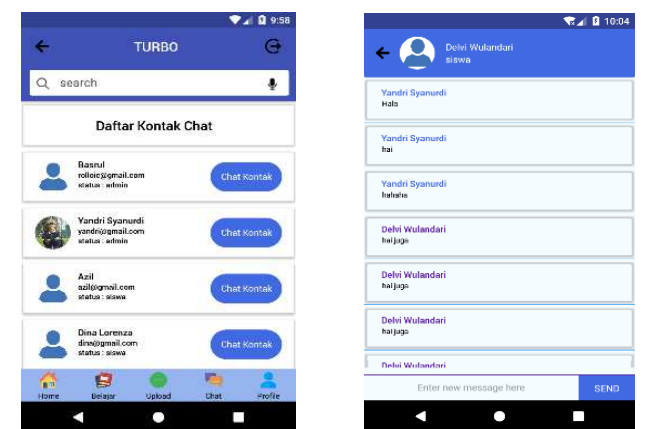 9:58
TURBO
search
Daftar Kontak Chat
Basrul
rolloic@gmail.com
status : admin
Chat Kontak
Yandri Syanurdi
yandri@gmail.com
status : admin
Chat Kontak
Azil
azil@gmail.com
status : siswa
Chat Kontak
Dina Lorenza
dina@gmail.com
status : siswa
Chat Kontak
Home Belajar Upload Chat Profile
10:04
Delvi Wulandari
siswa
Yandri Syanurdi
Halo
Yandri Syanurdi
hai
Yandri Syanurdi
hahaha
Delvi Wulandari
hai juga
Delvi Wulandari
hai juga
Delvi Wulandari
hai juga
Delvi Wulandari
Enter new message here SEND